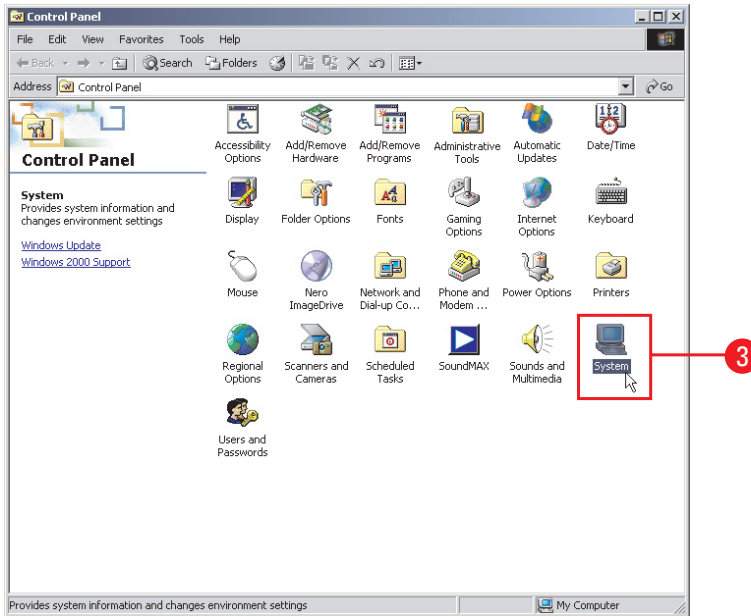 Control Panel
File Edit View Favorites Tools Help
Back Search Folders
Address Control Panel Go
Control Panel
System
Provides system information and
changes environment settings
Windows Update
Windows 2000 Support
Accessibility
Options
Add/Remove
Hardware
Add/Remove
Programs
Administrative
Tools
Automatic
Updates
Date/Time
Display
Folder Options
Fonts
Gaming
Options
Internet
Options
Keyboard
Mouse
Nero
ImageDrive
Network and
Dial-up Co...
Phone and
Modem ...
Power Options
Printers
Regional
Options
Scanners and
Cameras
Scheduled
Tasks
SoundMAX
Sounds and
Multimedia
System
3
Users and
Passwords
Provides system information and changes environment settings
My Computer